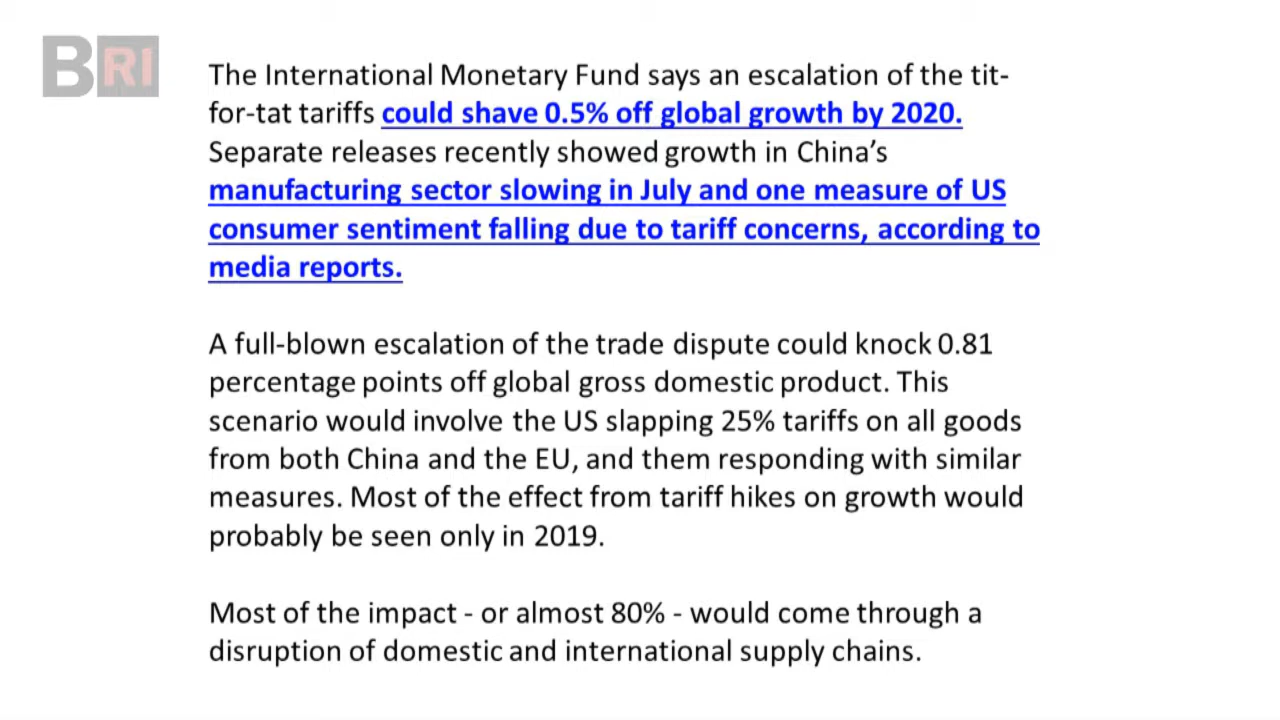 BRI
The International Monetary Fund says an escalation of the tit-
for-tat tariffs could shave 0.5% off global growth by 2020.
Separate releases recently showed growth in China’s
manufacturing sector slowing in July and one measure of US
consumer sentiment falling due to tariff concerns, according to
media reports.
A full-blown escalation of the trade dispute could knock 0.81
percentage points off global gross domestic product. This
scenario would involve the US slapping 25% tariffs on all goods
from both China and the EU, and them responding with similar
measures. Most of the effect from tariff hikes on growth would
probably be seen only in 2019.
Most of the impact - or almost 80% - would come through a
disruption of domestic and international supply chains.